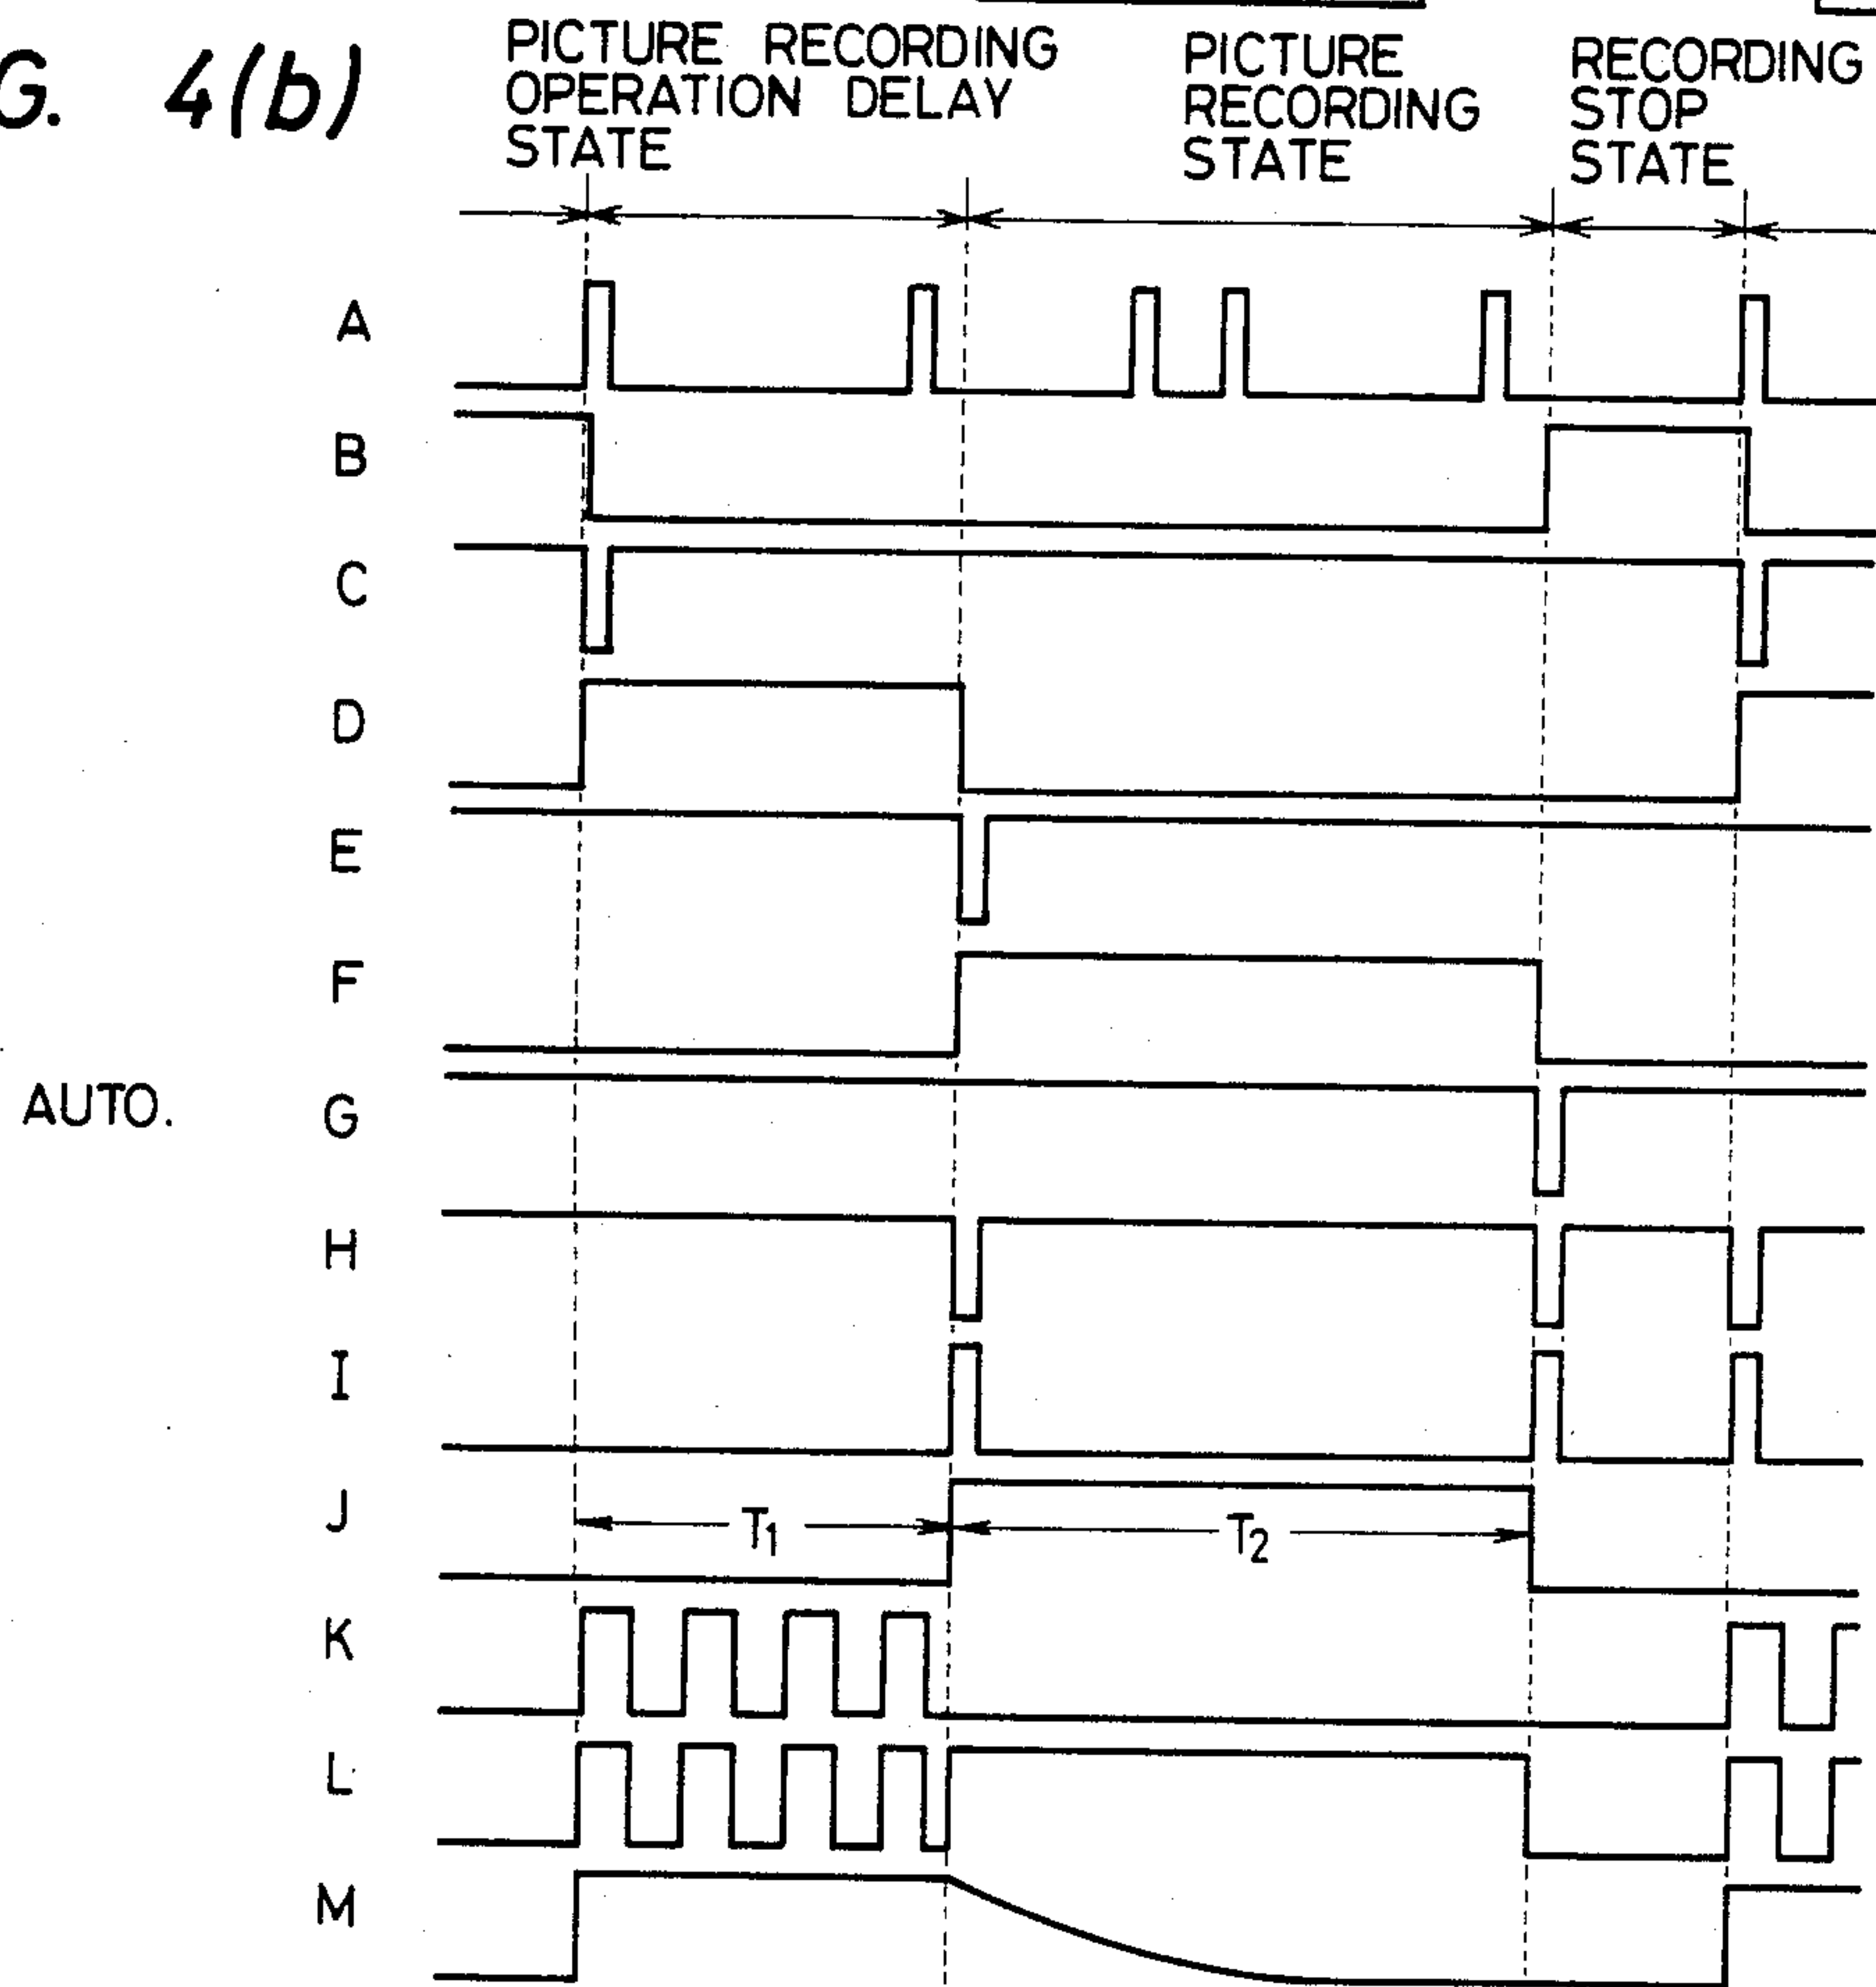 G. 4(b)
PICTURE RECORDING
OPERATION DELAY
STATE
PICTURE
RECORDING
STATE
RECORDING
STOP
STATE
A
B
C
D
E
F
AUTO.
G
H
I
J
T1
T2
K
L
M